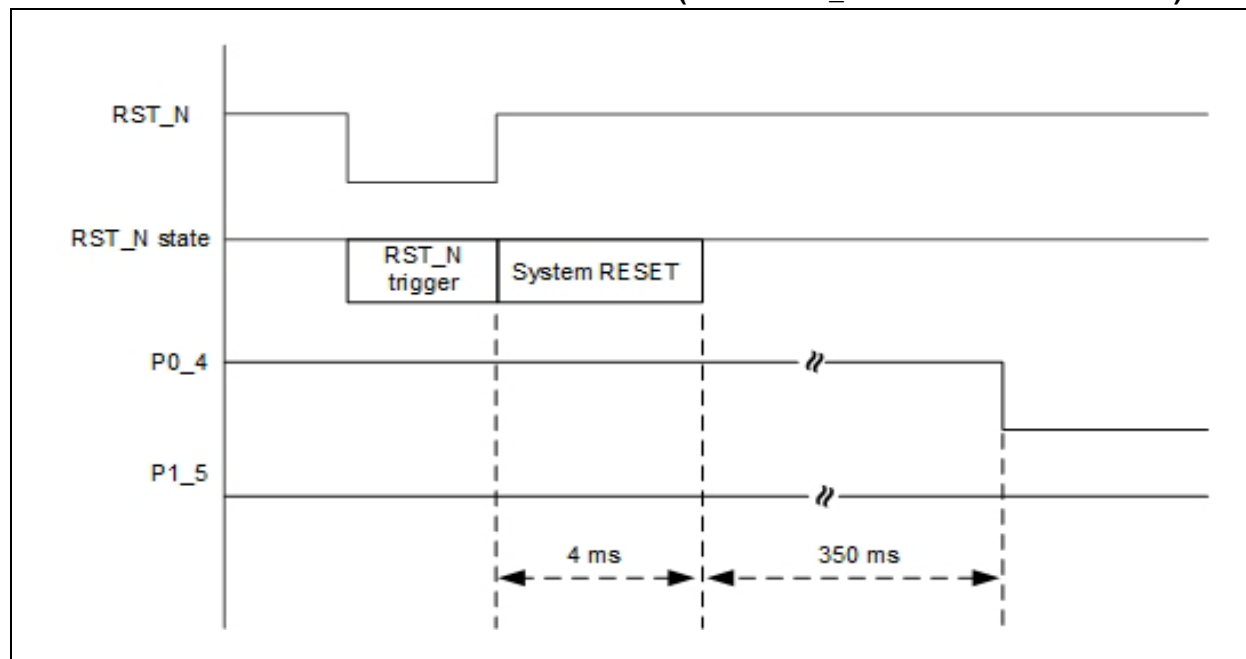 RST_N
RST_N state
RST_N
trigger
System RESET
P0_4
P1_5
4 ms
350 ms